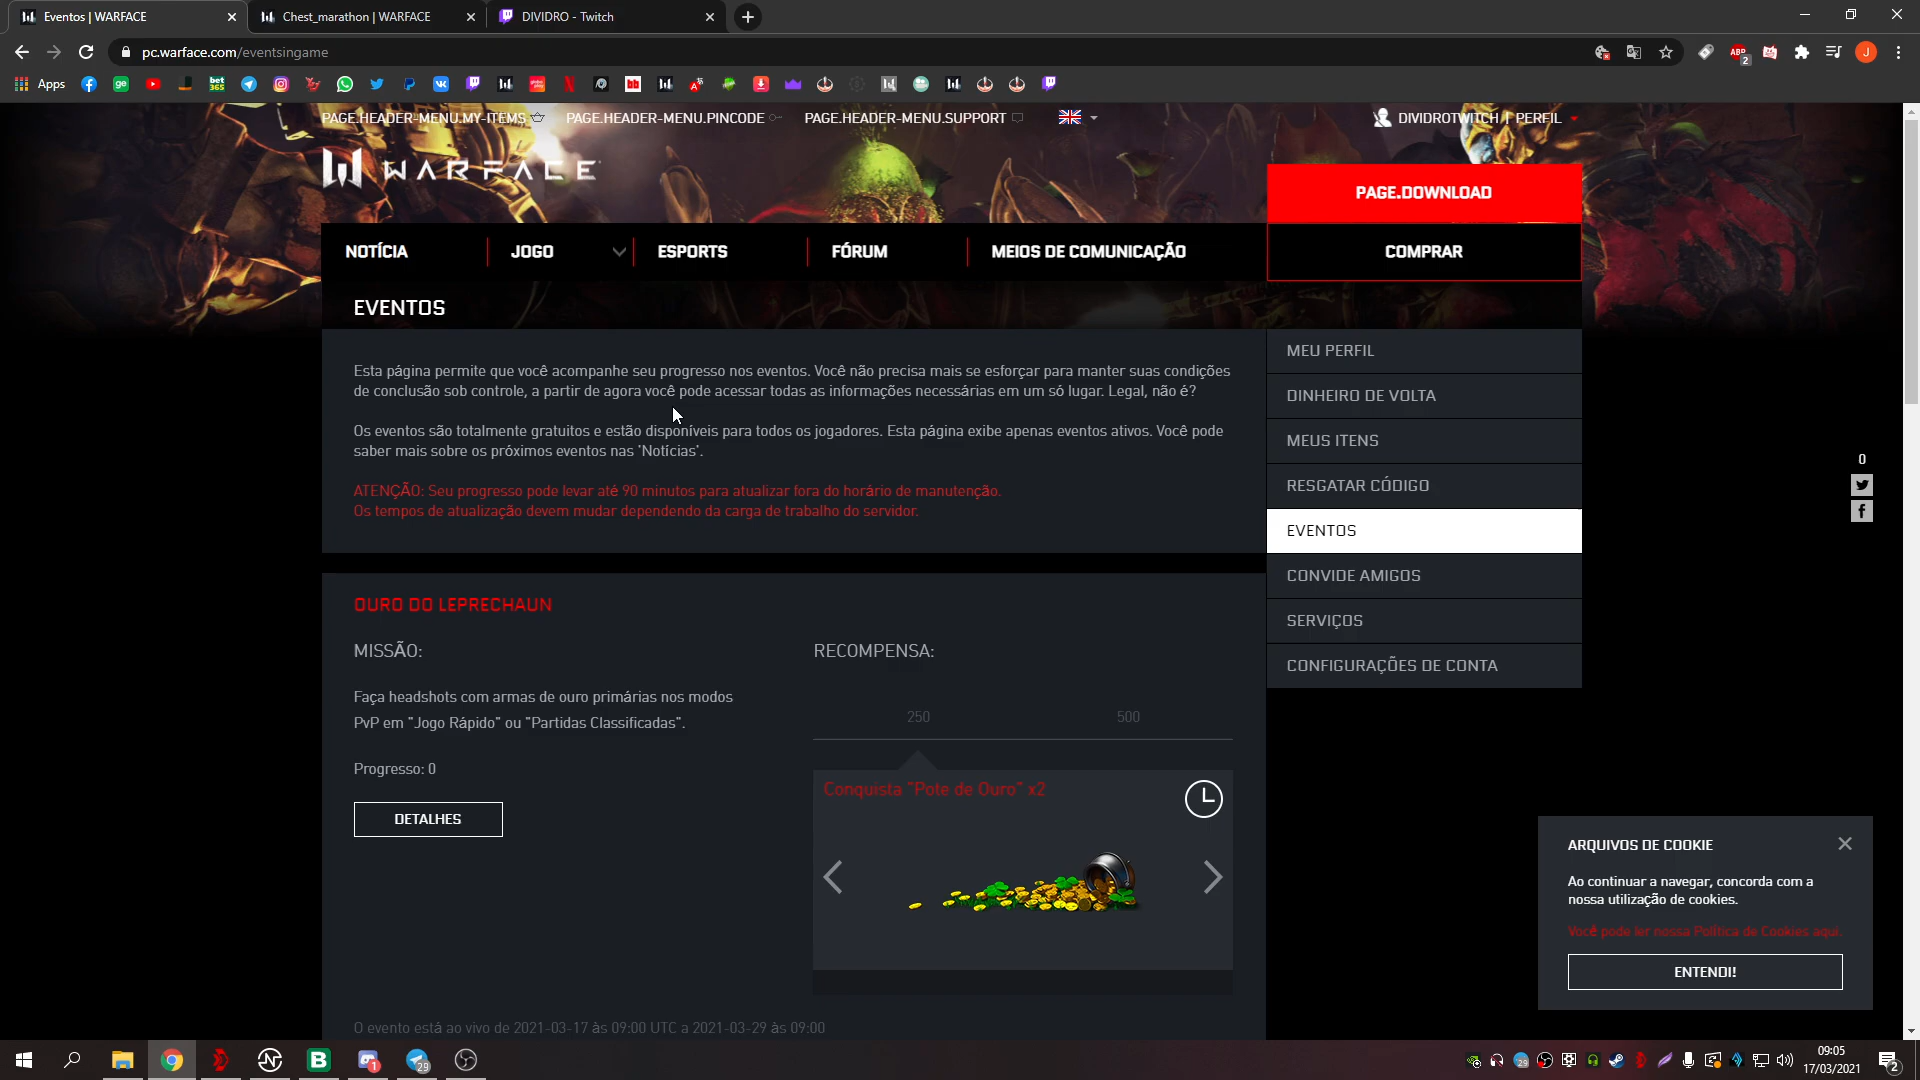 Eventos | WARFACE
Chest_marathon | WARFACE
DIVIDRO - Twitch
pc.warface.com/eventsingame
ABP
2
J
Apps
ge
bet365
bb
PAGE.HEADER-MENU.MY-ITEMS
PAGE.HEADER-MENU.PINCODE
PAGE.HEADER-MENU.SUPPORT
DIVIDROTWITCH | PERFIL
WARFACE
PAGE.DOWNLOAD
NOTÍCIA
JOGO
ESPORTS
FÓRUM
MEIOS DE COMUNICAÇÃO
COMPRAR
EVENTOS
Esta página permite que você acompanhe seu progresso nos eventos. Você não precisa mais se esforçar para manter suas condições
de conclusão sob controle, a partir de agora você pode acessar todas as informações necessárias em um só lugar. Legal, não é?
Os eventos são totalmente gratuitos e estão disponíveis para todos os jogadores. Esta página exibe apenas eventos ativos. Você pode
saber mais sobre os próximos eventos nas 'Notícias'.
ATENÇÃO: Seu progresso pode levar até 90 minutos para atualizar fora do horário de manutenção.
Os tempos de atualização devem mudar dependendo da carga de trabalho do servidor.
MEU PERFIL
DINHEIRO DE VOLTA
MEUS ITENS
RESGATAR CÓDIGO
EVENTOS
CONVIDE AMIGOS
SERVIÇOS
CONFIGURAÇÕES DE CONTA
0
OURO DO LEPRECHAUN
MISSÃO:
Faça headshots com armas de ouro primárias nos modos
PvP em "Jogo Rápido" ou "Partidas Classificadas".
Progresso: 0
DETALHES
RECOMPENSA:
250
500
Conquista "Pote de Ouro" x2
O evento está ao vivo de 2021-03-17 às 09:00 UTC a 2021-03-29 às 09:00
ARQUIVOS DE COOKIE
Ao continuar a navegar, concorda com a
nossa utilização de cookies.
Você pode ler nossa Política de Cookies aqui.
ENTENDI!
B
1
29
29
09:05
17/03/2021
2